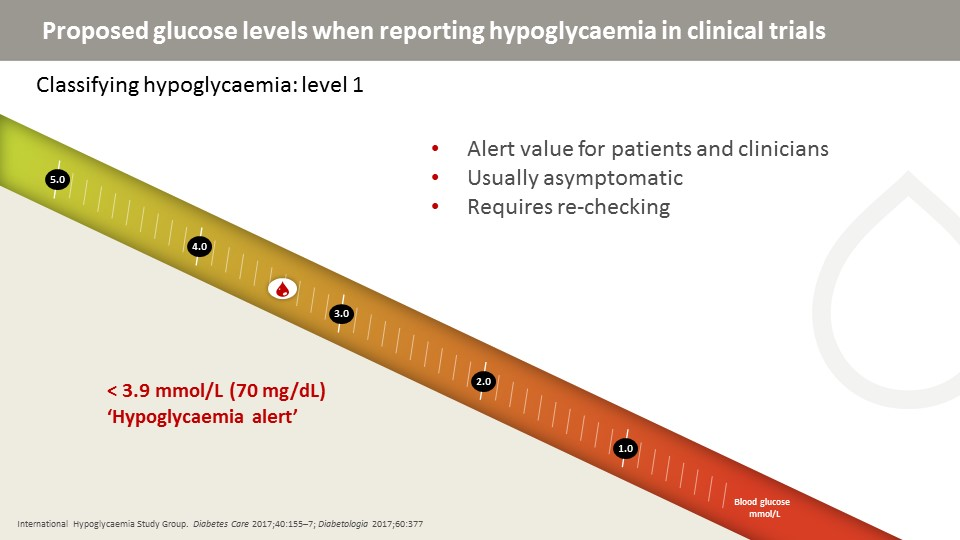 Proposed glucose levels when reporting hypoglycaemia in clinical trials
Classifying hypoglycaemia: level 1
• Alert value for patients and clinicians
• Usually asymptomatic
• Requires re-checking
5.0
4.0
3.0
2.0
1.0
< 3.9 mmol/L (70 mg/dL)
‘Hypoglycaemia alert’
Blood glucose
mmol/L
International Hypoglycaemia Study Group. Diabetes Care 2017;40:155–7; Diabetologia 2017;60:377